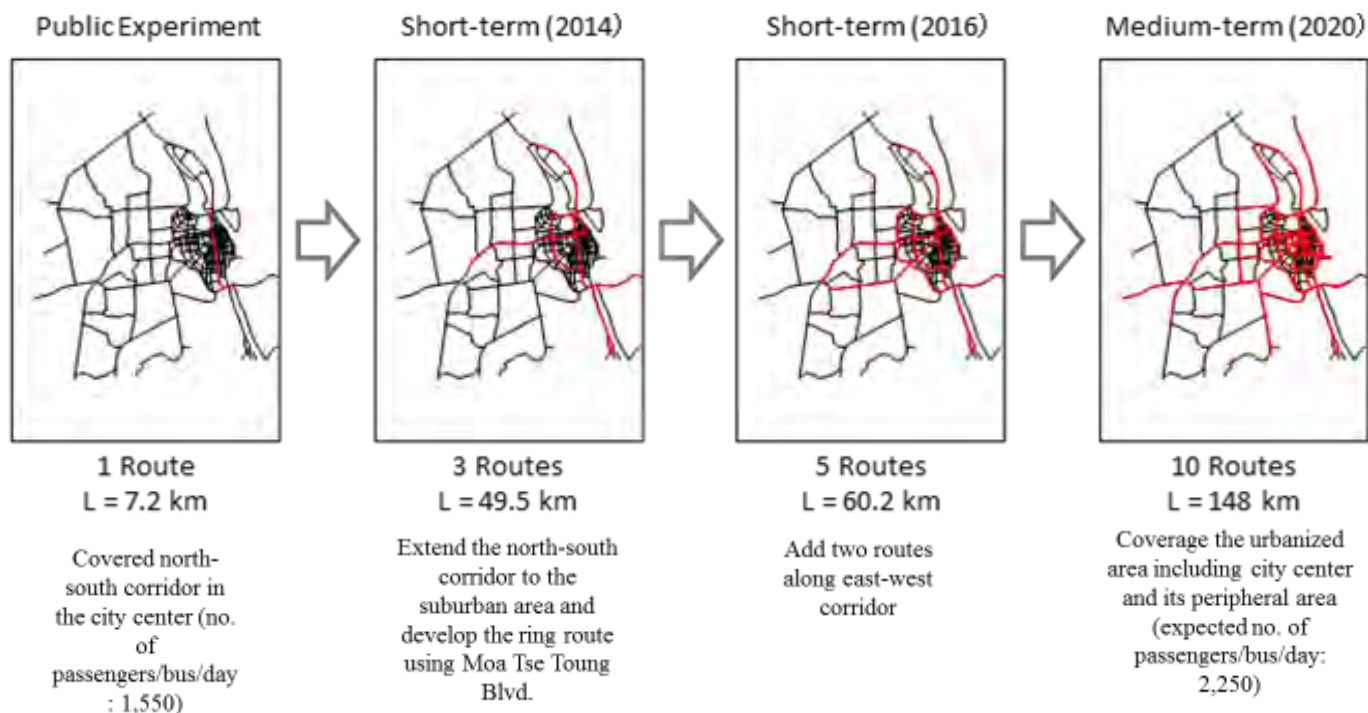 Public Experiment
Short-term (2014)
Short-term (2016)
Medium-term (2020)
1 Route
L = 7.2 km
Covered north-
south corridor in
the city center (no.
of
passengers/bus/day
: 1,550)
3 Routes
L = 49.5 km
Extend the north-south
corridor to the
suburban area and
develop the ring route
using Moa Tse Toung
Blvd.
5 Routes
L = 60.2 km
Add two routes
along east-west
corridor
10 Routes
L = 148 km
Coverage the urbanized
area including city center
and its peripheral area
(expected no. of
passengers/bus/day:
2,250)